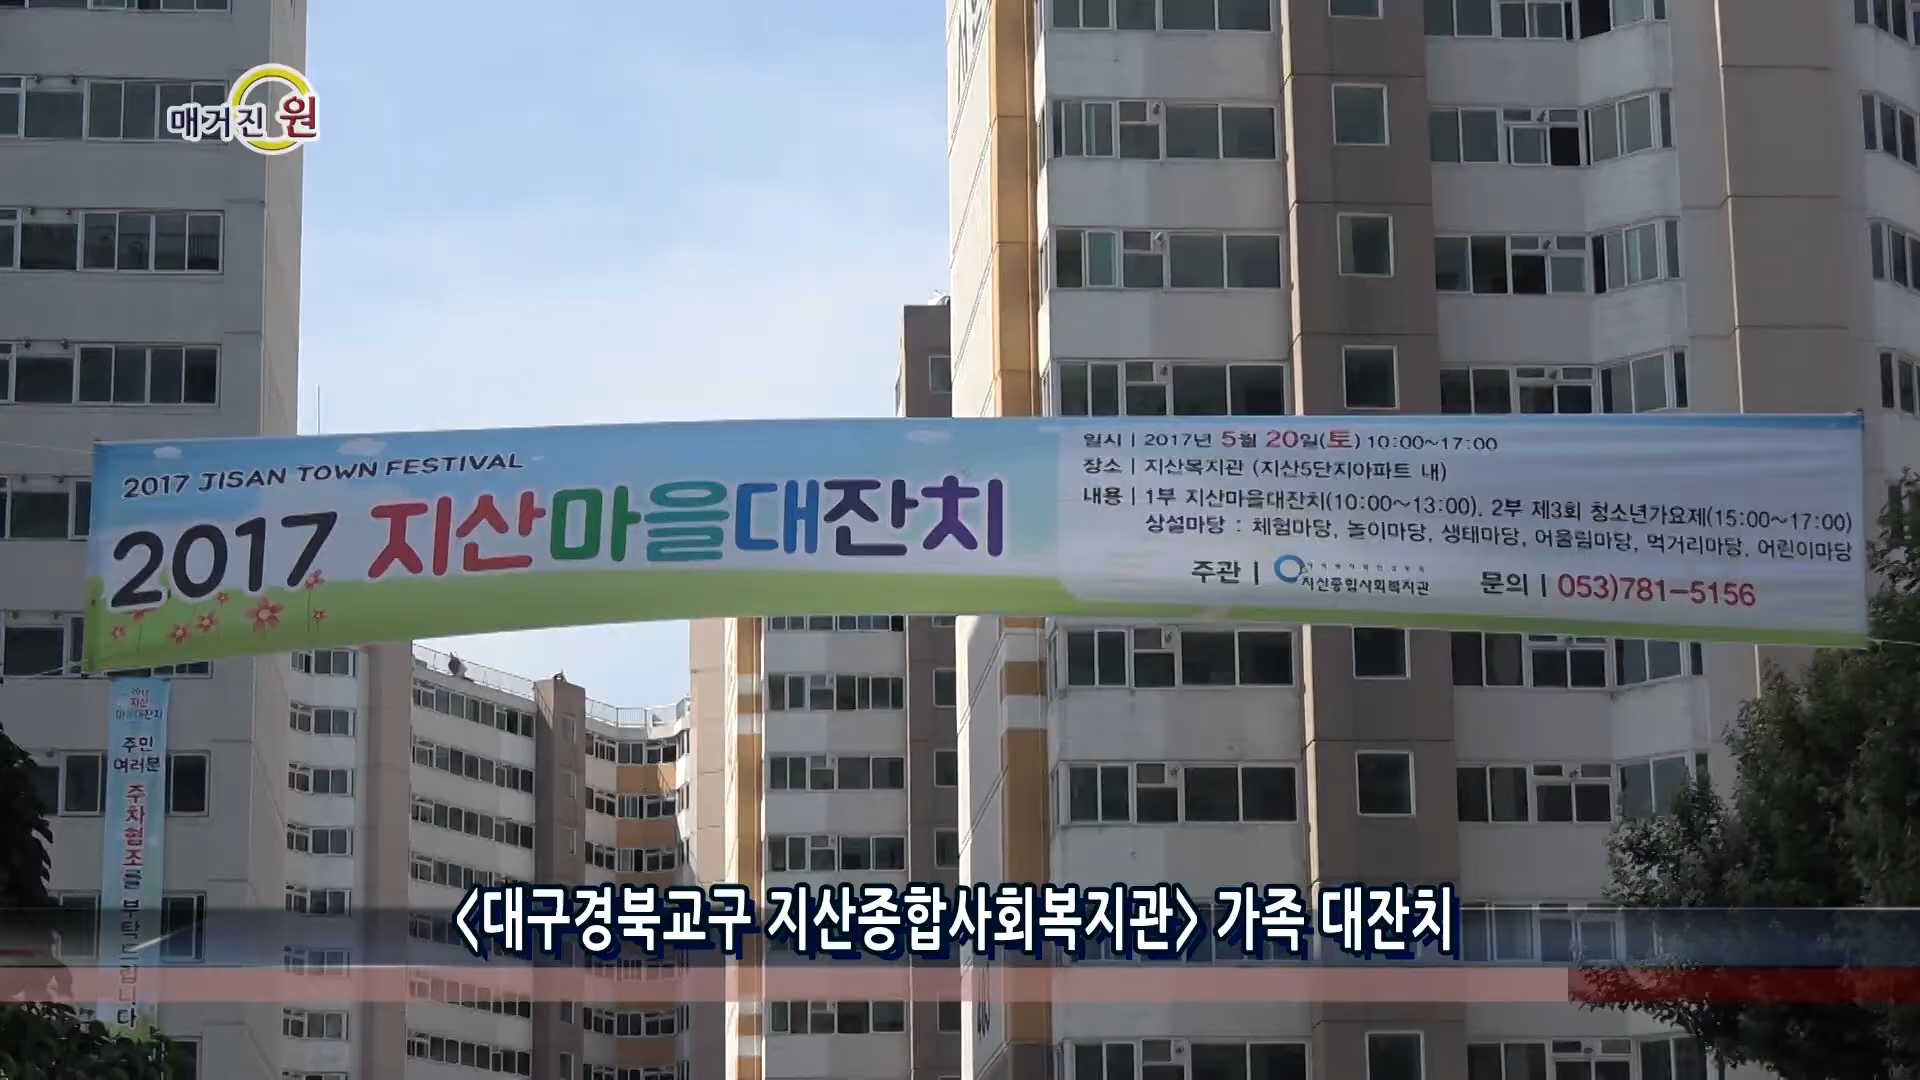 매거진 원
2017 JISAN TOWN FESTIVAL
2017 지산마을대잔치
일시 | 2017년 5월 20일(토) 10:00~17:00
장소 | 지산복지관 (지산5단지아파트 내)
내용 | 1부 지산마을대잔치(10:00~13:00), 2부 제3회 청소년가요제(15:00~17:00)
상설마당 : 체험마당, 놀이마당, 생태마당, 어울림마당, 먹거리마당, 어린이마당
주관 | 지산종합사회복지관 문의 | 053)781-5156
2017
지산
마을대잔치
주민
여러분
주차협조를 부탁드립니다
<대구경북교구 지산종합사회복지관> 가족 대잔치